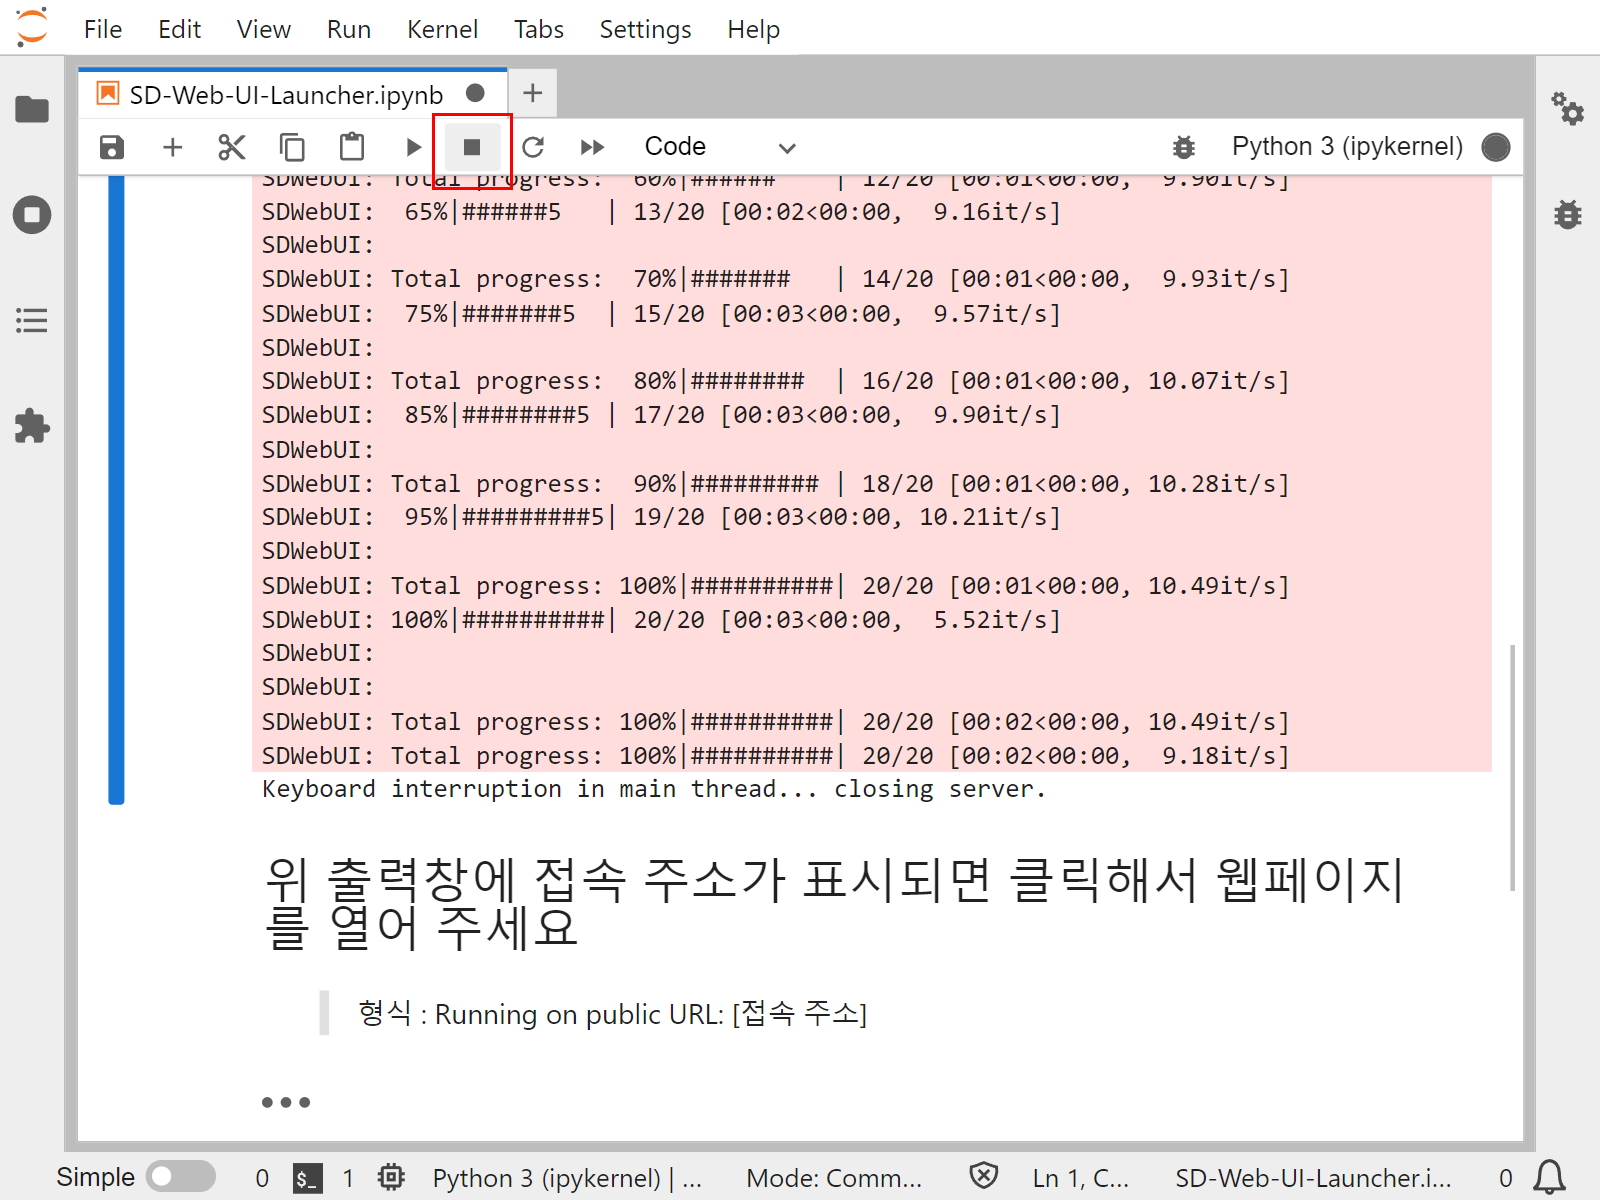 File Edit View Run Kernel Tabs Settings Help
SD-Web-UI-Launcher.ipynb
Code
Python 3 (ipykernel)
SDWebUI: Total progress:  60%|######    | 12/20 [00:01<00:00,  9.90it/s]
SDWebUI:  65%|######5   | 13/20 [00:02<00:00,  9.16it/s]
SDWebUI:
SDWebUI: Total progress:  70%|#######   | 14/20 [00:01<00:00,  9.93it/s]
SDWebUI:  75%|#######5  | 15/20 [00:03<00:00,  9.57it/s]
SDWebUI:
SDWebUI: Total progress:  80%|########  | 16/20 [00:01<00:00, 10.07it/s]
SDWebUI:  85%|########5 | 17/20 [00:03<00:00,  9.90it/s]
SDWebUI:
SDWebUI: Total progress:  90%|######### | 18/20 [00:01<00:00, 10.28it/s]
SDWebUI:  95%|#########5| 19/20 [00:03<00:00, 10.21it/s]
SDWebUI:
SDWebUI: Total progress: 100%|##########| 20/20 [00:01<00:00, 10.49it/s]
SDWebUI: 100%|##########| 20/20 [00:03<00:00,  5.52it/s]
SDWebUI:
SDWebUI:
SDWebUI: Total progress: 100%|##########| 20/20 [00:02<00:00, 10.49it/s]
SDWebUI: Total progress: 100%|##########| 20/20 [00:02<00:00,  9.18it/s]
Keyboard interruption in main thread... closing server.
위 출력창에 접속 주소가 표시되면 클릭해서 웹페이지
를 열어 주세요
형식 : Running on public URL: [접속 주소]
Simple 0 $_ 1 Python 3 (ipykernel) | ... Mode: Comm... Ln 1, C... SD-Web-UI-Launcher.i... 0